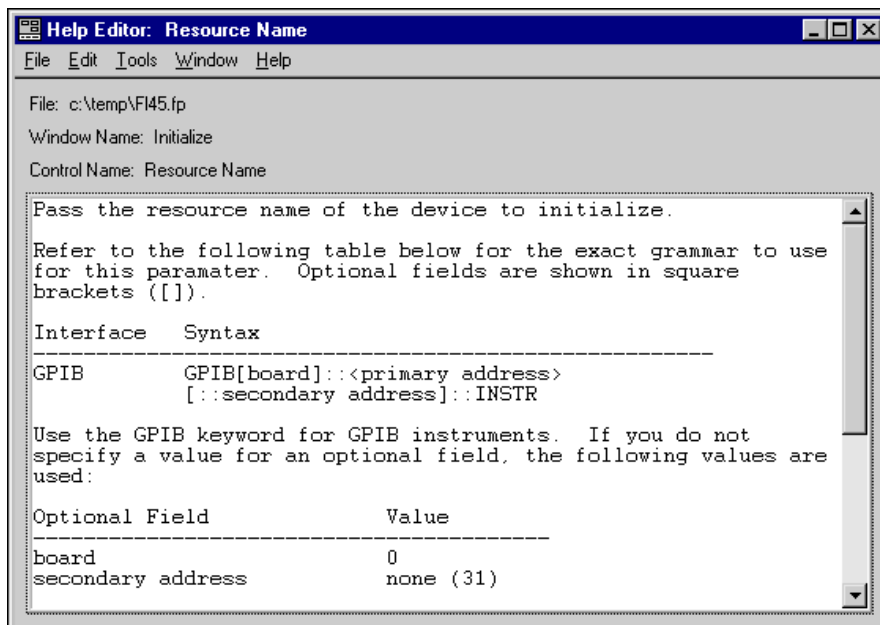 Help Editor: Resource Name
File Edit Tools Window Help
File: c:\temp\Fl45.fp
Window Name: Initialize
Control Name: Resource Name
Pass the resource name of the device to initialize.
Refer to the following table below for the exact grammar to use
for this paramater. Optional fields are shown in square
brackets ([]).
Interface Syntax
------------------------------------------------------
GPIB GPIB[board]::<primary address>
[::secondary address]::INSTR
Use the GPIB keyword for GPIB instruments. If you do not
specify a value for an optional field, the following values are
used:
Optional Field Value
-----------------------------------------
board 0
secondary address none (31)